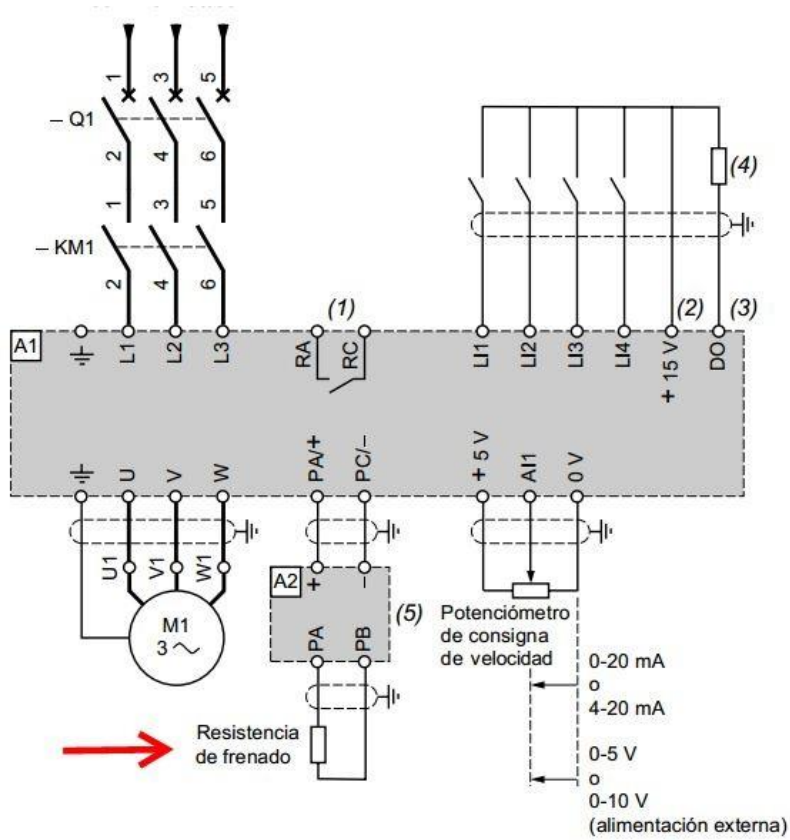 1 3 5
– Q1
2 4 6
1 3 5
– KM1
2 4 6
(4)
(1) (2) (3)
A1
L1 L2 L3 RA RC LI1 LI2 LI3 LI4 + 15 V DO
U V W PA/+ PC/– + 5 V AI1 0 V
U1 V1 W1
M1
3 ~
A2 + –
(5)
PA PB
Potenciómetro
de consigna
de velocidad
0-20 mA
o
4-20 mA
Resistencia
de frenado
0-5 V
o
0-10 V
(alimentación externa)